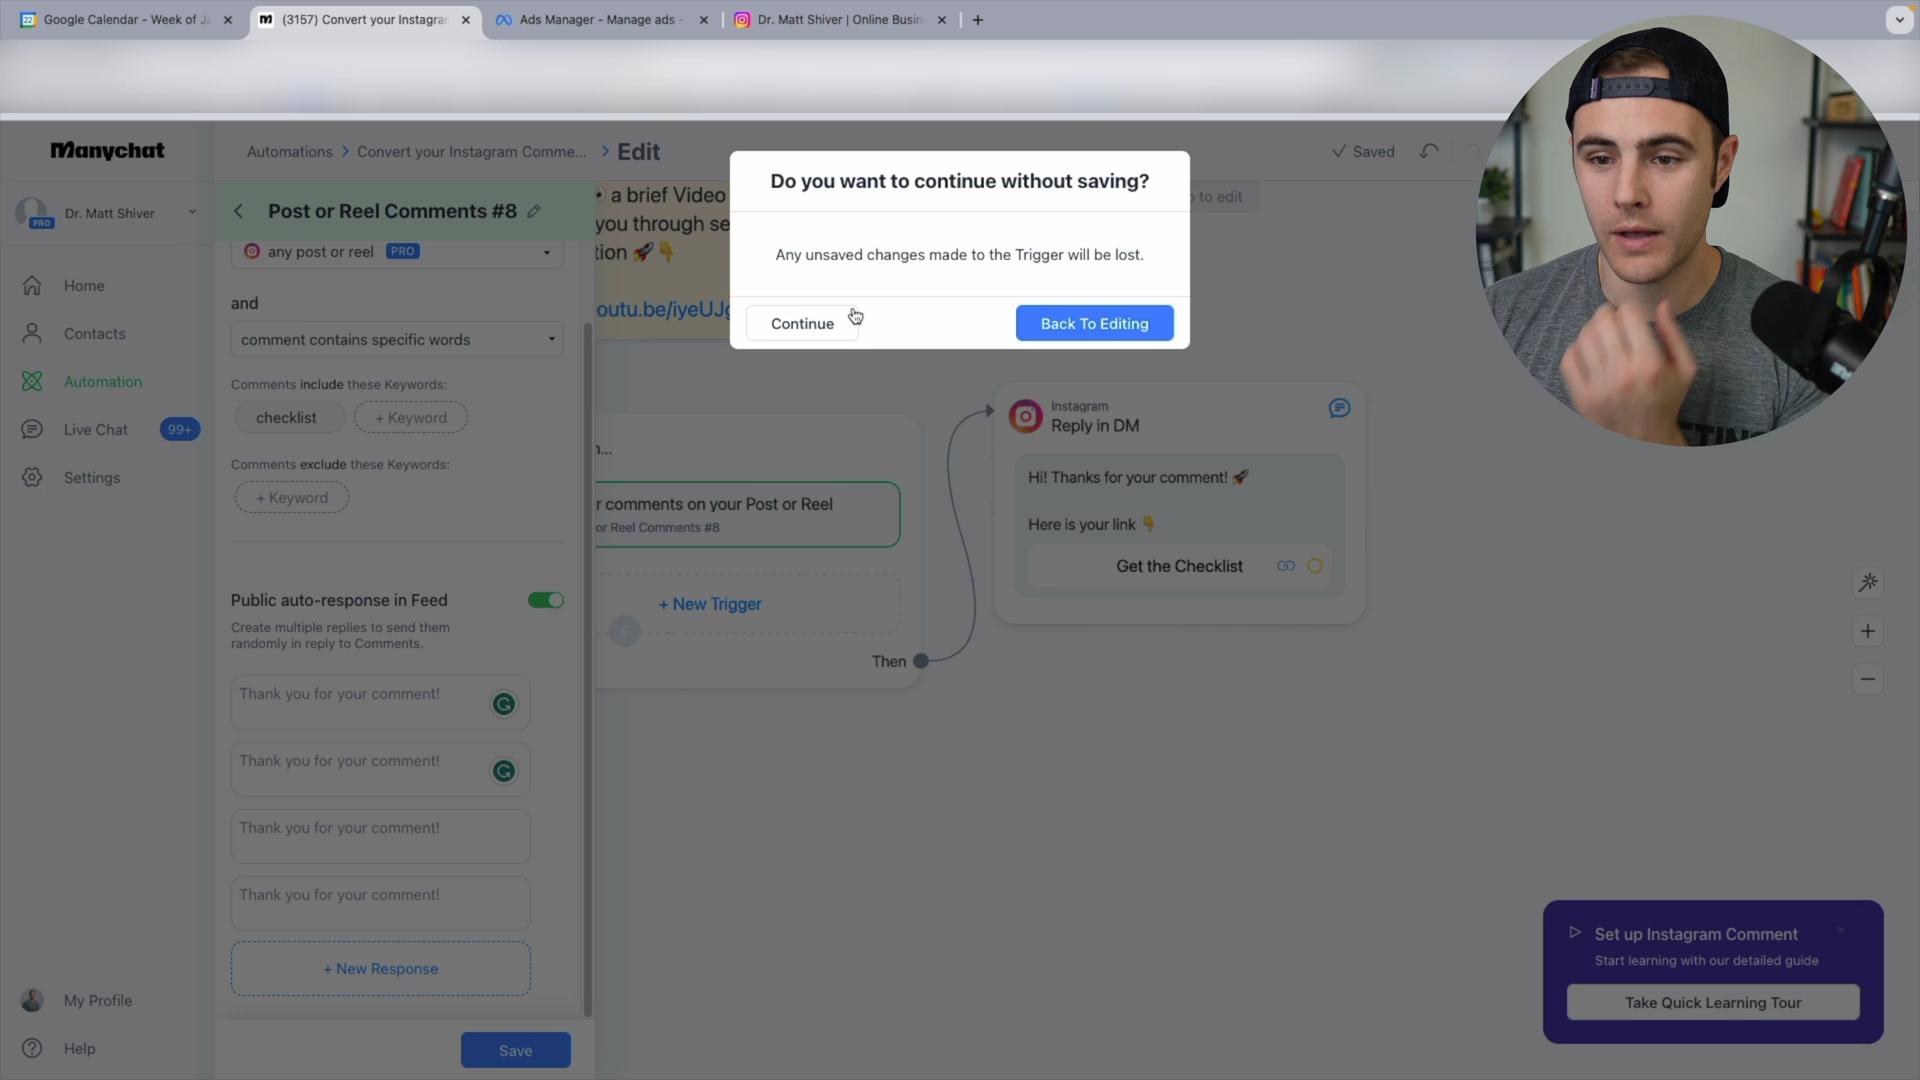 Google Calendar - Week of Ja
(3157) Convert your Instagra
Ads Manager - Manage ads -
Dr. Matt Shiver | Online Busin
Manychat
Automations > Convert your Instagram Comme... > Edit
Saved
Dr. Matt Shiver
PRO
Home
Contacts
Automation
Live Chat 99+
Settings
My Profile
Help
Post or Reel Comments #8
any post or reel PRO
and
comment contains specific words
Comments include these Keywords:
checklist + Keyword
Comments exclude these Keywords:
+ Keyword
Public auto-response in Feed
Create multiple replies to send them
randomly in reply to Comments.
Thank you for your comment!
Thank you for your comment!
Thank you for your comment!
Thank you for your comment!
+ New Response
Save
a brief Video
you through se
tion 🚀👇
outu.be/iyeUJg
Do you want to continue without saving?
Any unsaved changes made to the Trigger will be lost.
Continue
Back To Editing
to edit
n...
r comments on your Post or Reel
or Reel Comments #8
+ New Trigger
Then
Instagram
Reply in DM
Hi! Thanks for your comment! 🚀
Here is your link 👇
Get the Checklist
Set up Instagram Comment
Start learning with our detailed guide
Take Quick Learning Tour